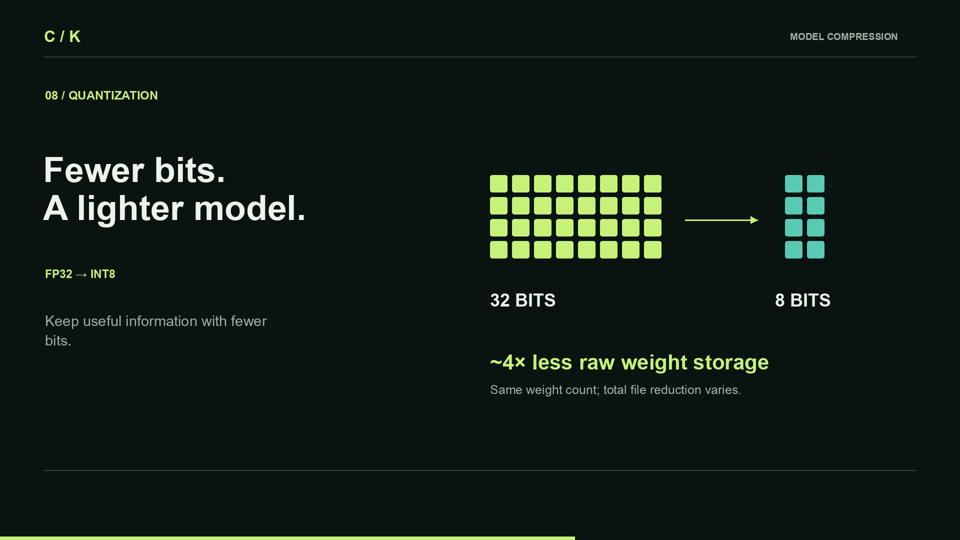 C / K
MODEL COMPRESSION
08 / QUANTIZATION
Fewer bits.
A lighter model.
FP32 → INT8
Keep useful information with fewer
bits.
32 BITS
8 BITS
~4× less raw weight storage
Same weight count; total file reduction varies.